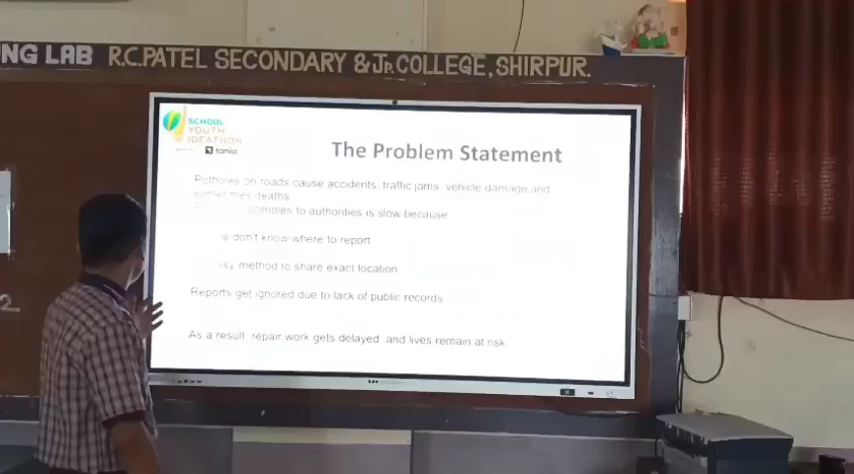 NG LAB R.C.PATEL SECONDARY & JR. COLLEGE, SHIRPUR.
SCHOOL
YOUTH
IDEATHON
tania
The Problem Statement
Potholes on roads cause accidents, traffic jams, vehicle damage and
sometimes deaths
potholes to authorities is slow because
don't know where to report
method to share exact location
Reports get ignored due to lack of public records
As a result repair work gets delayed and lives remain at risk.
2